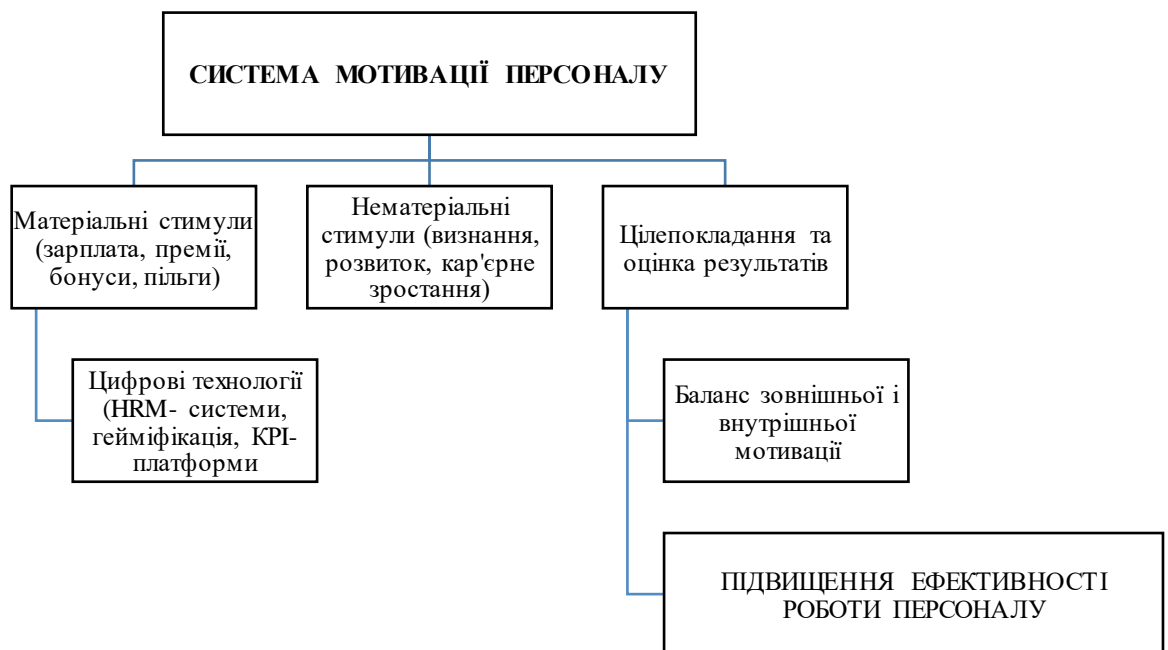 СИСТЕМА МОТИВАЦІЇ ПЕРСОНАЛУ
Матеріальні стимули
(зарплата, премії,
бонуси, пільги)
Нематеріальні
стимули (визнання,
розвиток, кар'єрне
зростання)
Цілепокладання та
оцінка результатів
Цифрові технології
(HRM- системи,
гейміфікація, KPI-
платформи
Баланс зовнішньої і
внутрішньої
мотивації
ПІДВИЩЕННЯ ЕФЕКТИВНОСТІ
РОБОТИ ПЕРСОНАЛУ